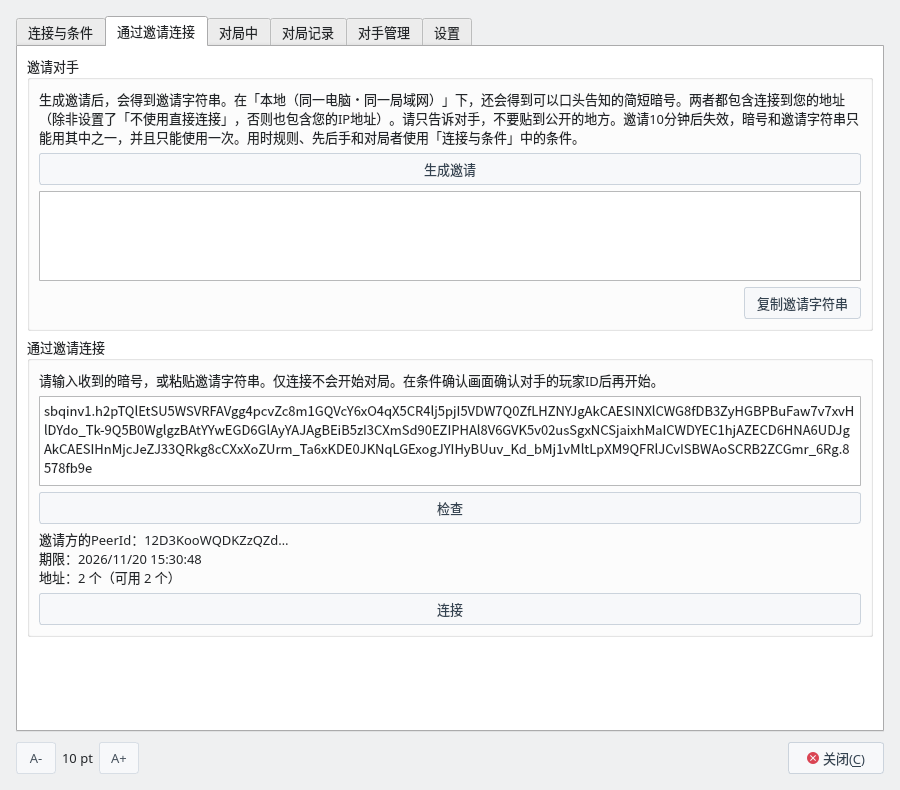 连接与条件
通过邀请连接
对局中
对局记录
对手管理
设置
邀请对手
生成邀请后，会得到邀请字符串。在「本地（同一电脑・同一局域网）」下，还会得到可以口头告知的简短暗号。两者都包含连接到您的地址
（除非设置了「不使用直接连接」，否则也包含您的IP地址）。请只告诉对手，不要贴到公开的地方。邀请10分钟后失效，暗号和邀请字符串只
能用其中之一，并且只能使用一次。用时规则、先后手和对局者使用「连接与条件」中的条件。
生成邀请
复制邀请字符串
通过邀请连接
请输入收到的暗号，或粘贴邀请字符串。仅连接不会开始对局。在条件确认画面确认对手的玩家ID后再开始。
sbqinv1.h2pTQlEtSU5WSVRFAVgg4pcvZc8m1GQVcY6xO4qX5CR4lj5pjI5VDW7Q0ZfLHZNYJgAkCAESINXlCWG8fDB3ZyHGBPBuFaw7v7xvH
lDYdo_Tk-9Q5B0WglgzBAtYYwEGD6GlAyYAJAgBEiB5zI3CXmSd90EZIPHAl8V6GVK5v02usSgxNCSjaixhMaICWDYEC1hjAZECD6HNA6UDJg
AkCAESIHnMjcJeZJ33QRkg8cCXxXoZUrm_Ta6xKDE0JKNqLGExogJYIHyBUuv_Kd_bMj1vMltLpXM9QFRlJCvISBWAoSCRB2ZCGmr_6Rg.8
578fb9e
检查
邀请方的PeerId：12D3KooWQDKZzQZd…
期限：2026/11/20 15:30:48
地址：2 个（可用 2 个）
连接
A-
10 pt
A+
关闭(C)